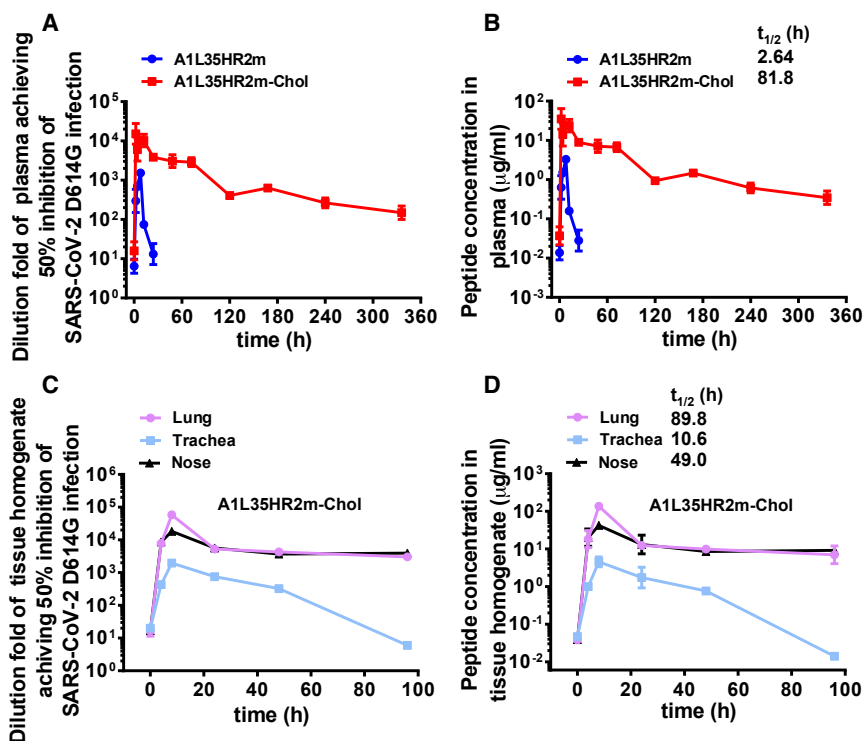 A
A1L35HR2m
A1L35HR2m-Chol
Dilution fold of plasma achieving
50% inhibition of
SARS-CoV-2 D614G infection
10^5
10^4
10^3
10^2
10^1
10^0
0 60 120 180 240 300 360
time (h)
B
t1/2 (h)
A1L35HR2m 2.64
A1L35HR2m-Chol 81.8
Peptide concentration in
plasma (μg/ml)
10^2
10^1
10^0
10^-1
10^-2
10^-3
0 60 120 180 240 300 360
time (h)
C
Lung
Trachea
Nose
A1L35HR2m-Chol
Dilution fold of tissue homogenate
achiving 50% inhibition of
SARS-CoV-2 D614G infection
10^6
10^5
10^4
10^3
10^2
10^1
10^0
0 20 40 60 80 100
time (h)
D
t1/2 (h)
Lung 89.8
Trachea 10.6
Nose 49.0
A1L35HR2m-Chol
Peptide concentration in
tissue homogenate (μg/ml)
10^3
10^2
10^1
10^0
10^-1
10^-2
0 20 40 60 80 100
time (h)